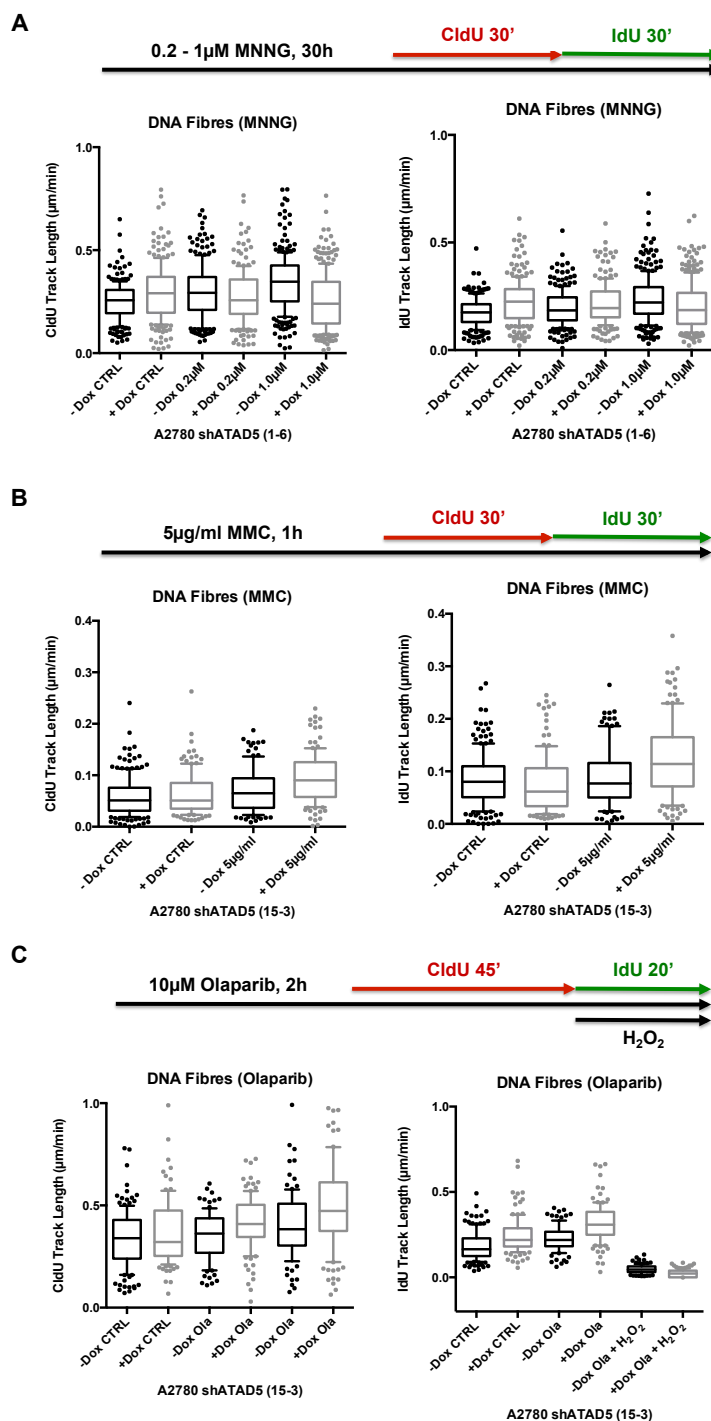 A
0.2 - 1µM MNNG, 30h
CldU 30’
IdU 30’
DNA Fibres (MNNG)
CldU Track Length (µm/min)
1.0
0.5
0.0
- Dox CTRL
+ Dox CTRL
- Dox 0.2µM
+ Dox 0.2µM
- Dox 1.0µM
+ Dox 1.0µM
A2780 shATAD5 (1-6)
DNA Fibres (MNNG)
IdU Track Length (µm/min)
1.0
0.5
0.0
- Dox CTRL
+ Dox CTRL
- Dox 0.2µM
+ Dox 0.2µM
- Dox 1.0µM
+ Dox 1.0µM
A2780 shATAD5 (1-6)
B
5µg/ml MMC, 1h
CldU 30’
IdU 30’
DNA Fibres (MMC)
CldU Track Length (µm/min)
0.4
0.3
0.2
0.1
0.0
- Dox CTRL
+ Dox CTRL
- Dox 5µg/ml
+ Dox 5µg/ml
A2780 shATAD5 (15-3)
DNA Fibres (MMC)
IdU Track Length (µm/min)
0.4
0.3
0.2
0.1
0.0
- Dox CTRL
+ Dox CTRL
- Dox 5µg/ml
+ Dox 5µg/ml
A2780 shATAD5 (15-3)
C
10µM Olaparib, 2h
CldU 45’
IdU 20’
H₂O₂
DNA Fibres (Olaparib)
CldU Track Length (µm/min)
1.0
0.5
0.0
-Dox CTRL
+Dox CTRL
-Dox Ola
+Dox Ola
-Dox Ola
+Dox Ola
A2780 shATAD5 (15-3)
DNA Fibres (Olaparib)
IdU Track Length (µm/min)
1.0
0.5
0.0
-Dox CTRL
+Dox CTRL
-Dox Ola
+Dox Ola
-Dox Ola + H₂O₂
+Dox Ola + H₂O₂
A2780 shATAD5 (15-3)